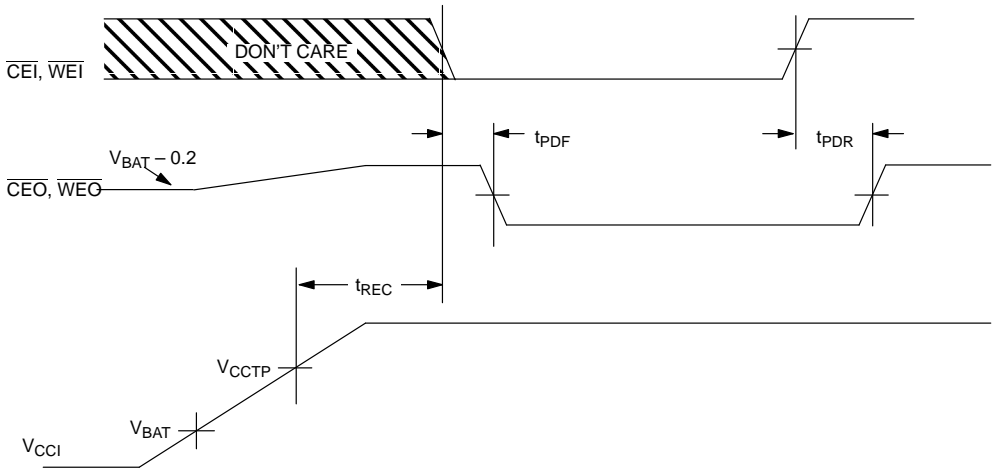 DON'T CARE
CEI, WEI
tPDF
tPDR
VBAT – 0.2
CEO, WEO
tREC
VCCTP
VBAT
VCCI